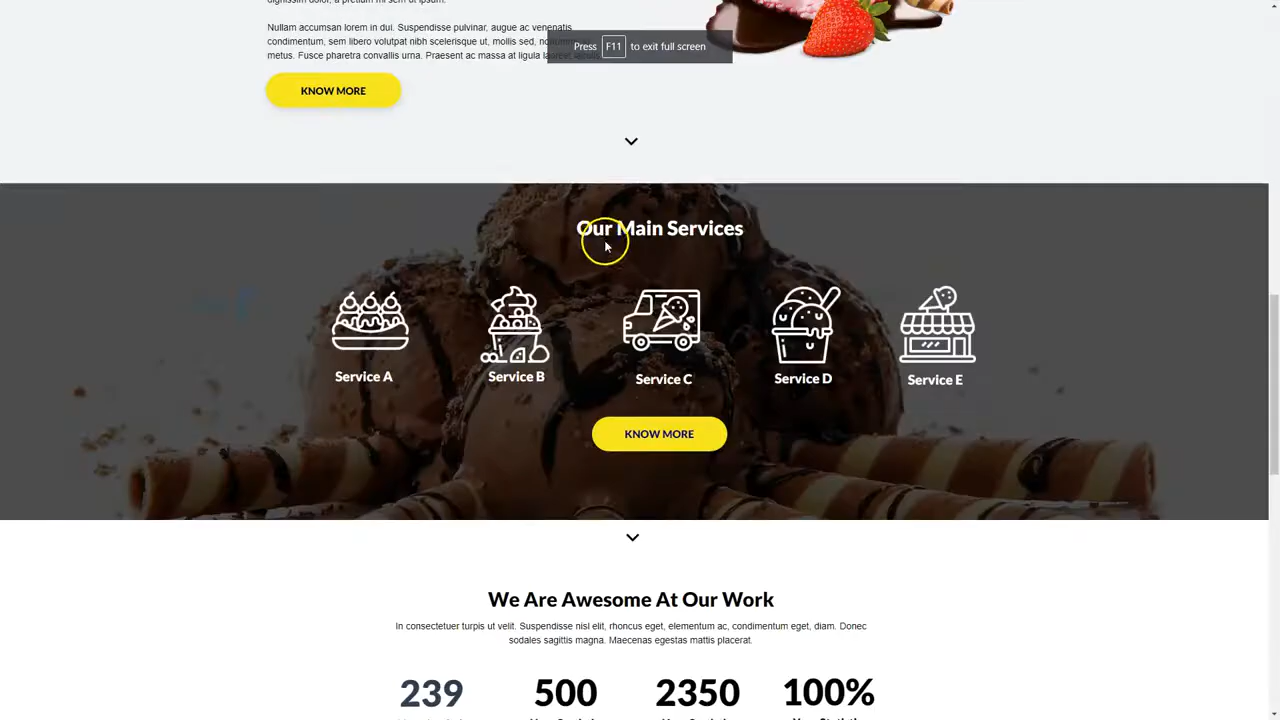 Nullam accumsan lorem in dui. Suspendisse pulvinar, augue ac venenatis
condimentum, sem libero volutpat nibh scelerisque ut, mollis sed,
metus. Fusce pharetra convallis urna. Praesent ac massa at ligula
Press F11 to exit full screen
KNOW MORE
Our Main Services
Service A
Service B
Service C
Service D
Service E
KNOW MORE
We Are Awesome At Our Work
In consectetuer turpis ut velit. Suspendisse nisl elit, rhoncus eget, elementum ac, condimentum eget, diam. Donec
sodales sagittis magna. Maecenas egestas mattis placerat.
239 500 2350 100%